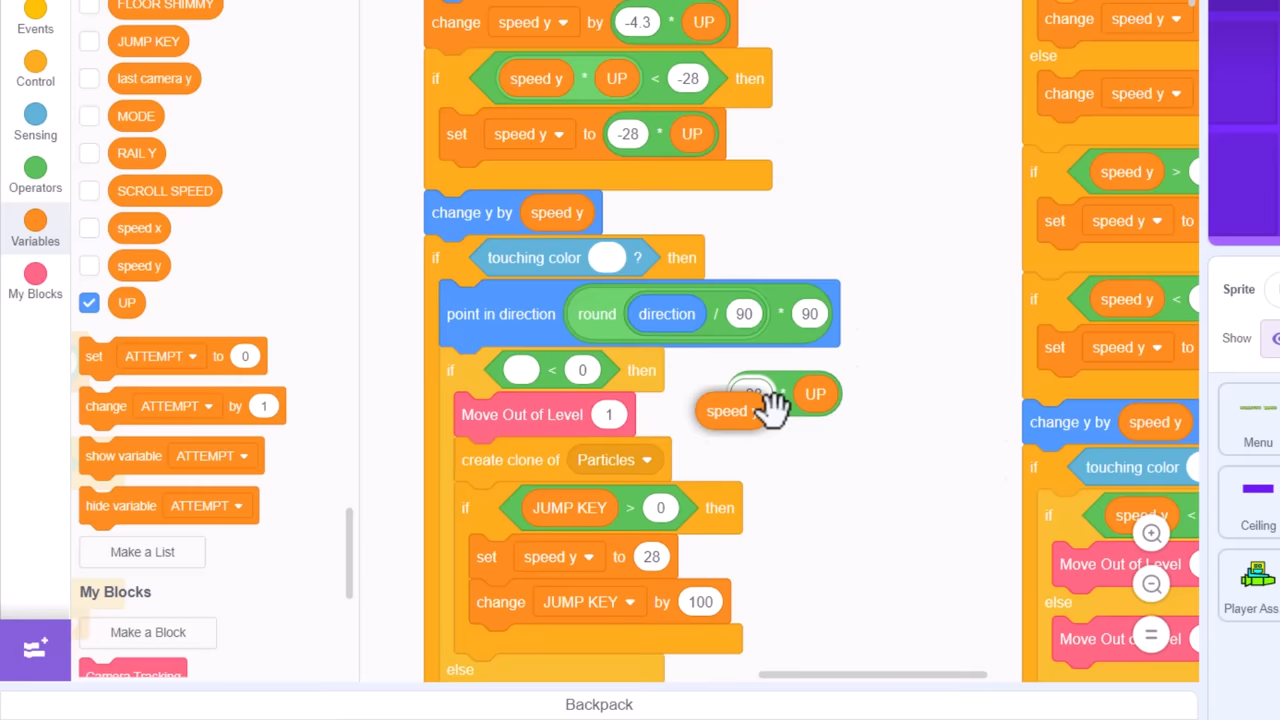 Events
Control
Sensing
Operators
Variables
My Blocks
FLOOR SHIMMY
JUMP KEY
last camera y
MODE
RAIL Y
SCROLL SPEED
speed x
speed y
UP
set ATTEMPT to 0
change ATTEMPT by 1
show variable ATTEMPT
hide variable ATTEMPT
Make a List
My Blocks
Make a Block
Camera Tracking
change speed y by -4.3 * UP
if speed y * UP < -28 then
set speed y to -28 * UP
change y by speed y
if touching color ? then
point in direction round direction / 90 * 90
if < 0 then
* UP
speed
Move Out of Level 1
create clone of Particles
if JUMP KEY > 0 then
set speed y to 28
change JUMP KEY by 100
else
change speed y
else
change speed y
if speed y >
set speed y to
if speed y <
set speed y to
change y by speed y
if touching color
if speed y <
Move Out of Level
else
Move Out of Level
Sprite
Show
Menu
Ceiling
Player Ass
Backpack